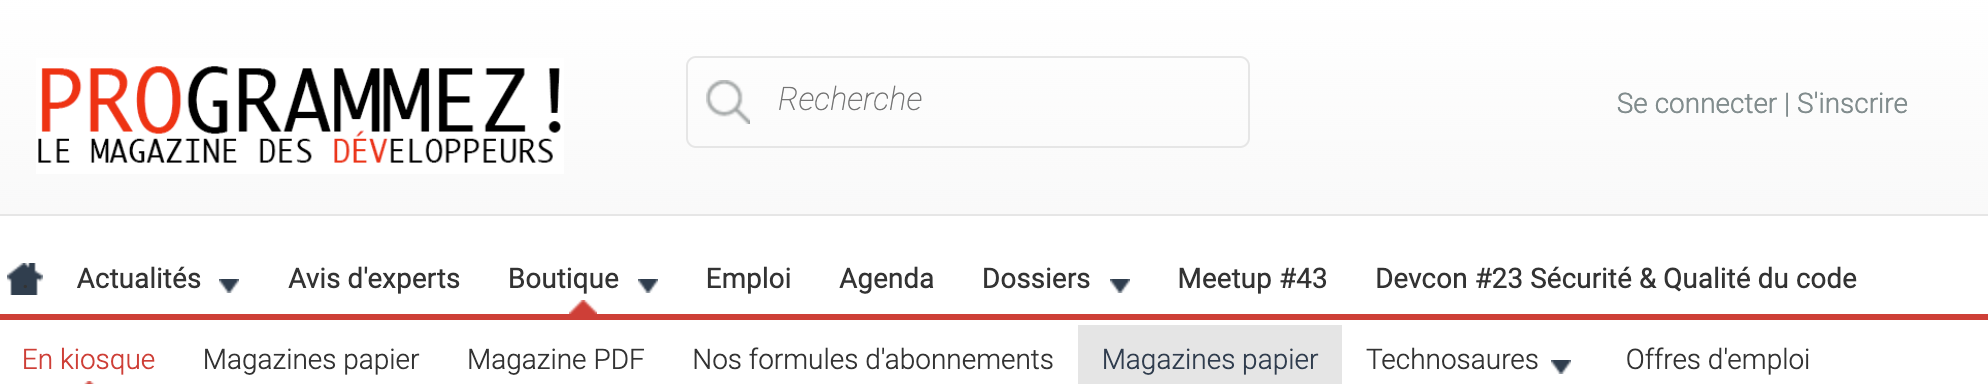 PROGRAMMEZ!
LE MAGAZINE DES DÉVELOPPEURS
Recherche
Se connecter | S'inscrire
Actualités Avis d'experts Boutique Emploi Agenda Dossiers Meetup #43 Devcon #23 Sécurité & Qualité du code
En kiosque Magazines papier Magazine PDF Nos formules d'abonnements Magazines papier Technosaures Offres d'emploi